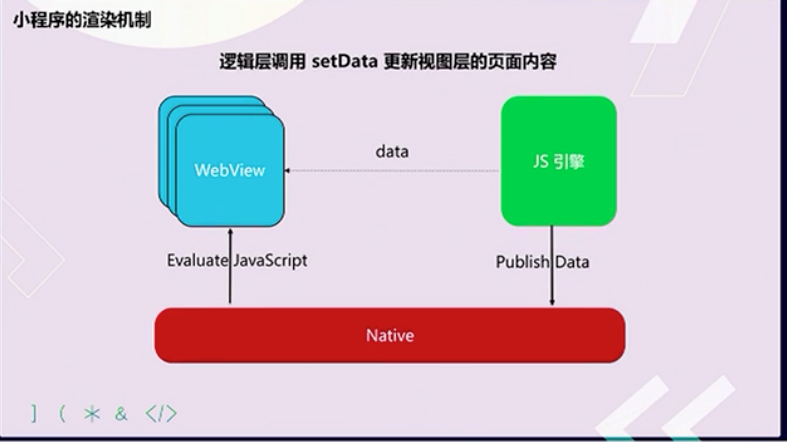 小程序的渲染机制
逻辑层调用 setData 更新视图层的页面内容
data
WebView
JS 引擎
Evaluate JavaScript
Publish Data
Native
] ( * & </>